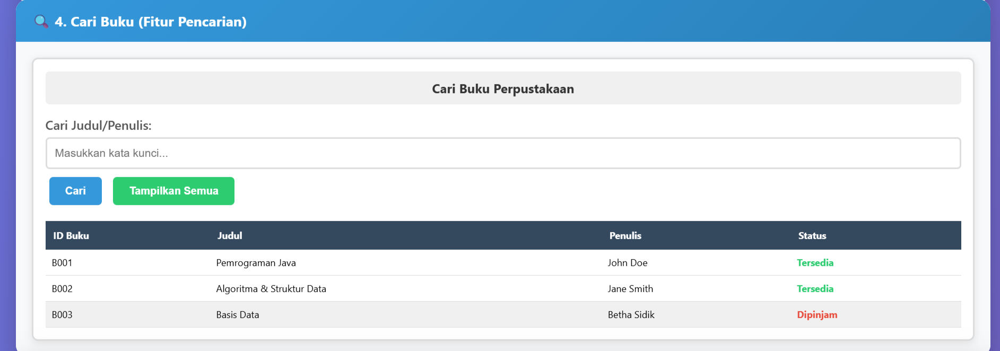 4. Cari Buku (Fitur Pencarian)
Cari Buku Perpustakaan
Cari Judul/Penulis:
Masukkan kata kunci...
Cari Tampilkan Semua
ID Buku Judul Penulis Status
B001 Pemrograman Java John Doe Tersedia
B002 Algoritma & Struktur Data Jane Smith Tersedia
B003 Basis Data Betha Sidik Dipinjam